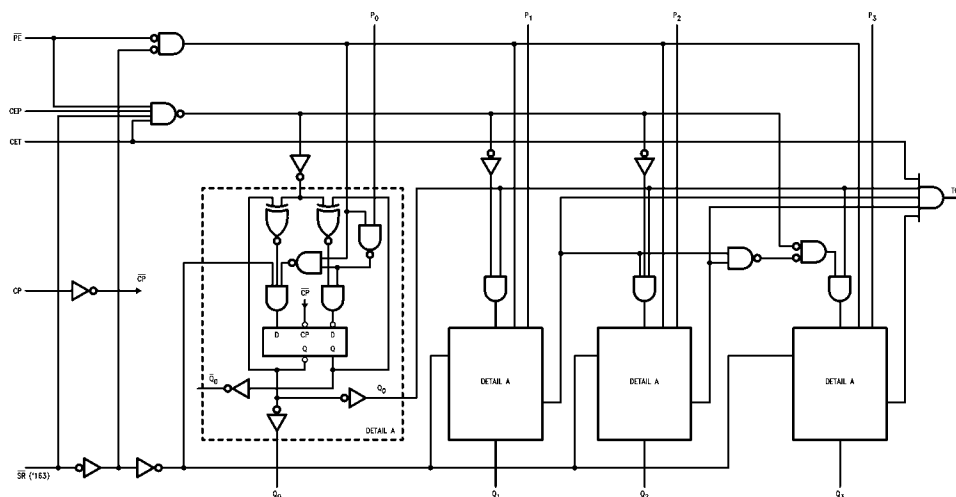 P0 P1 P2 P3
PE
CEP
CET
TC
CP CP
CP
D CP D
Q Q
Q0 Q0
DETAIL A
DETAIL A
DETAIL A
DETAIL A
SR ('163)
Q0 Q1 Q2 Q3